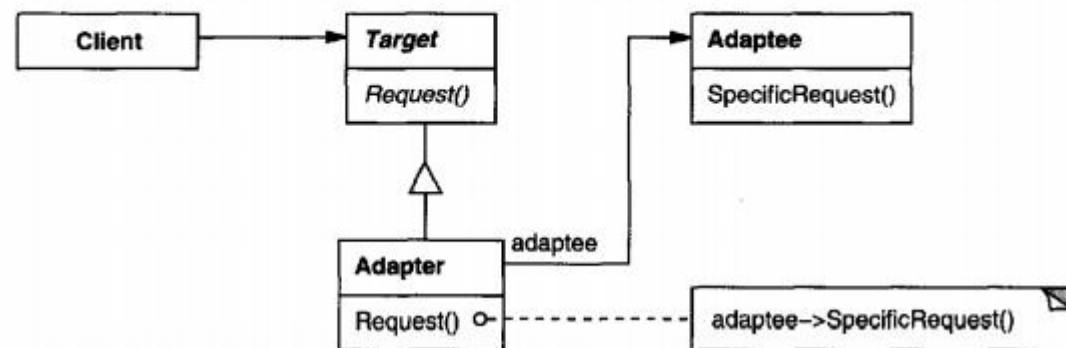 Client
Target
Request()
Adaptee
SpecificRequest()
adaptee
Adapter
Request()
adaptee->SpecificRequest()